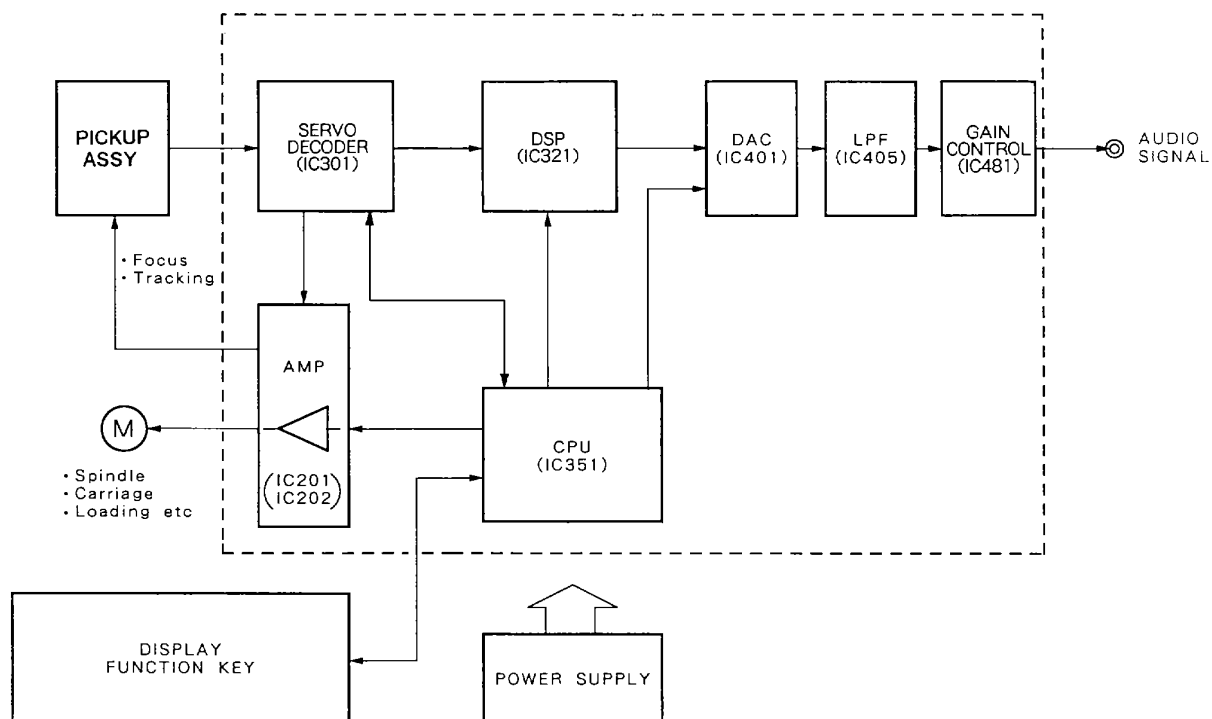 PICKUP
ASSY
SERVO
DECODER
(IC301)
DSP
(IC321)
DAC
(IC401)
LPF
(IC405)
GAIN
CONTROL
(IC481)
AUDIO
SIGNAL
• Focus
• Tracking
AMP
(IC201
IC202)
M
• Spindle
• Carriage
• Loading etc
CPU
(IC351)
DISPLAY
FUNCTION KEY
POWER SUPPLY